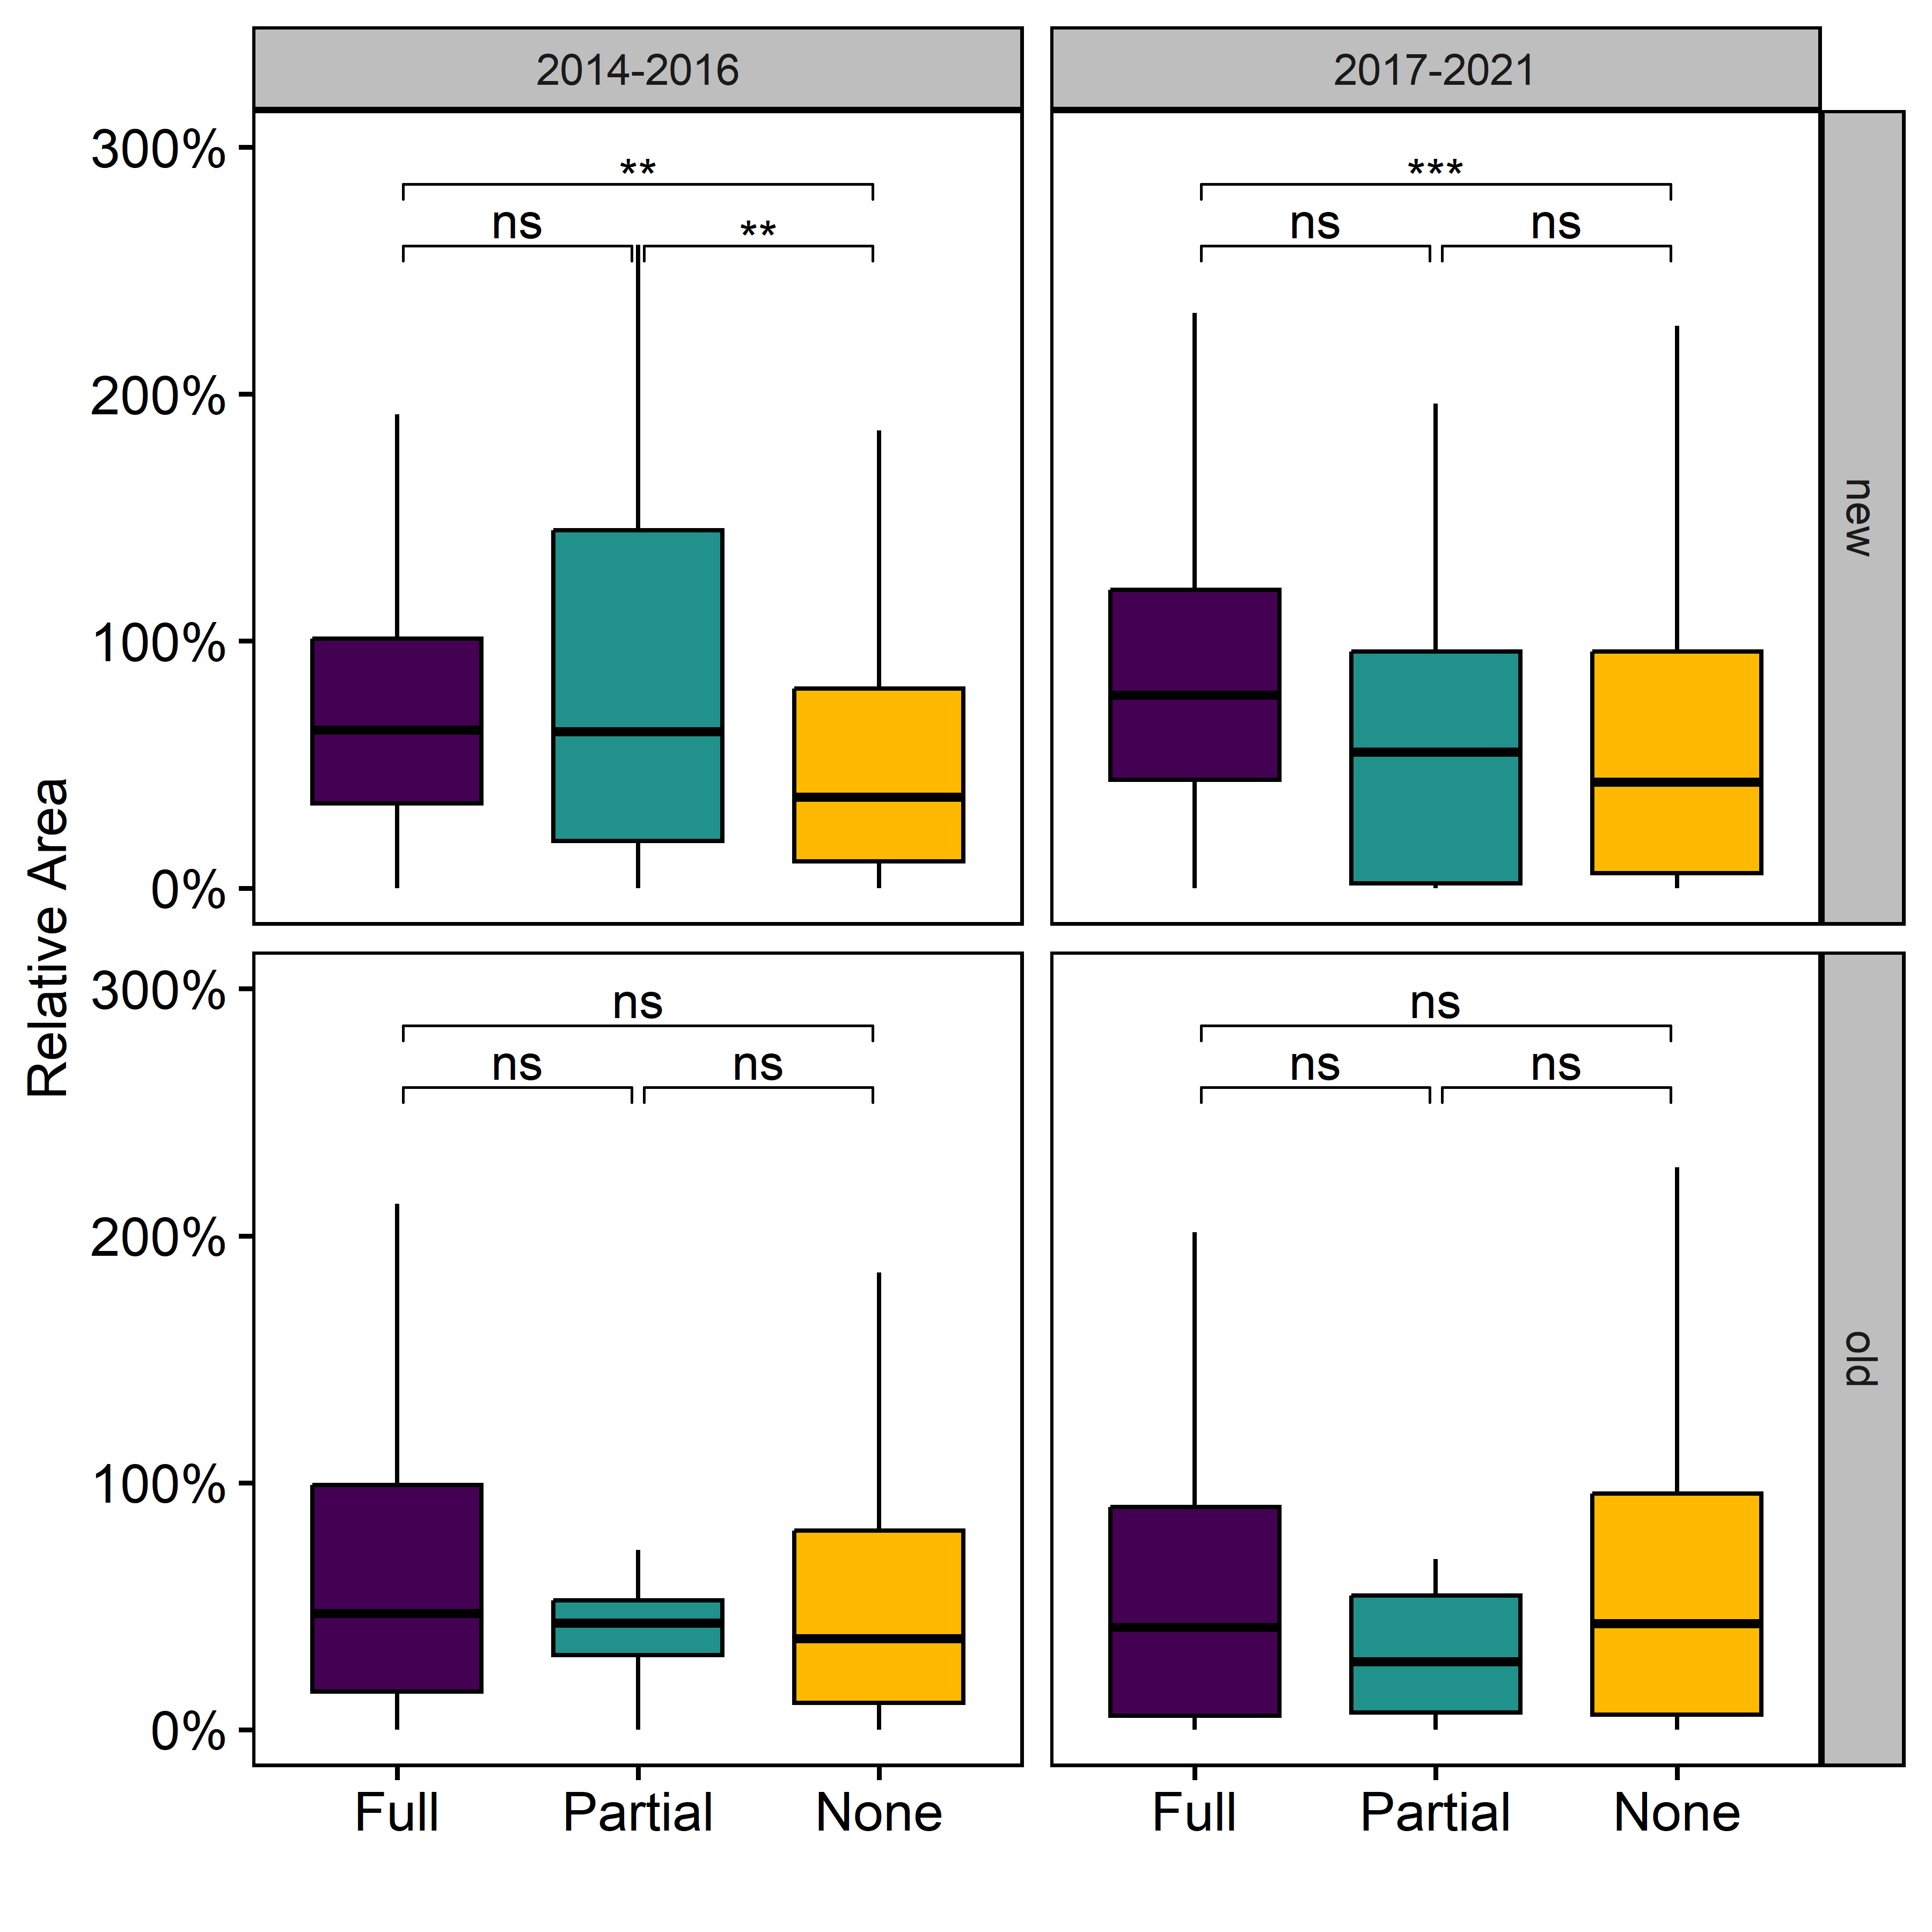 2014-2016
2017-2021
Relative Area
300%
200%
100%
0%
**
ns
**
***
ns
ns
new
300%
200%
100%
0%
ns
ns
ns
ns
ns
ns
old
Full
Partial
None
Full
Partial
None